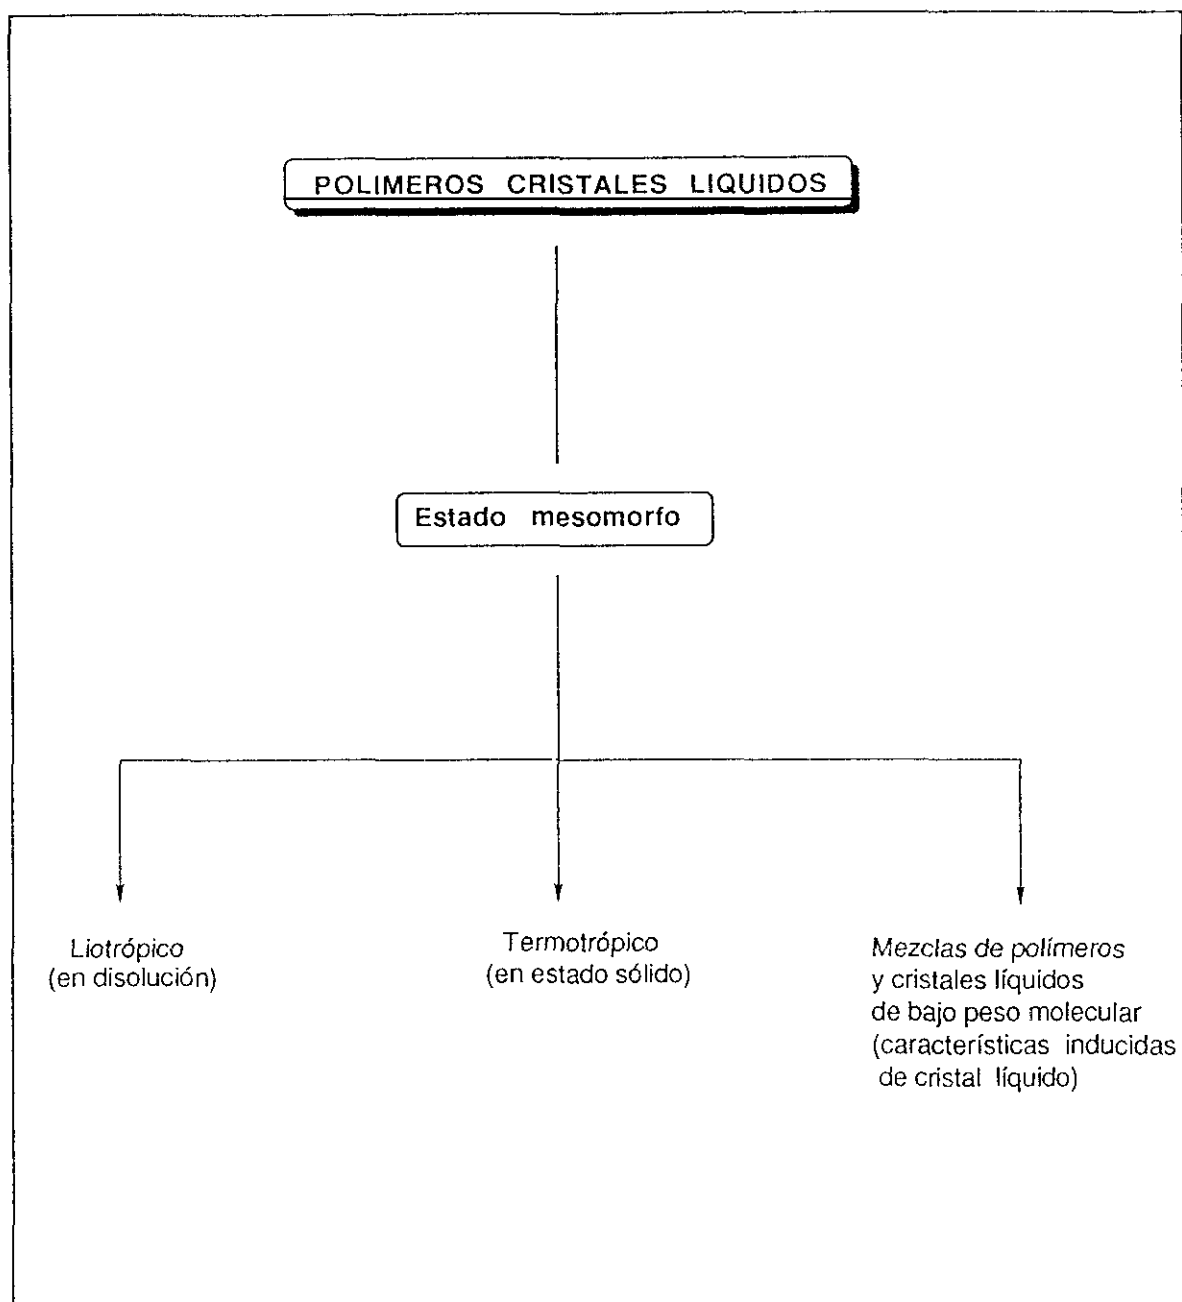 POLIMEROS CRISTALES LIQUIDOS
Estado mesomorfo
Liotrópico
(en disolución)
Termotrópico
(en estado sólido)
Mezclas de polímeros
y cristales líquidos
de bajo peso molecular
(características inducidas
de cristal líquido)